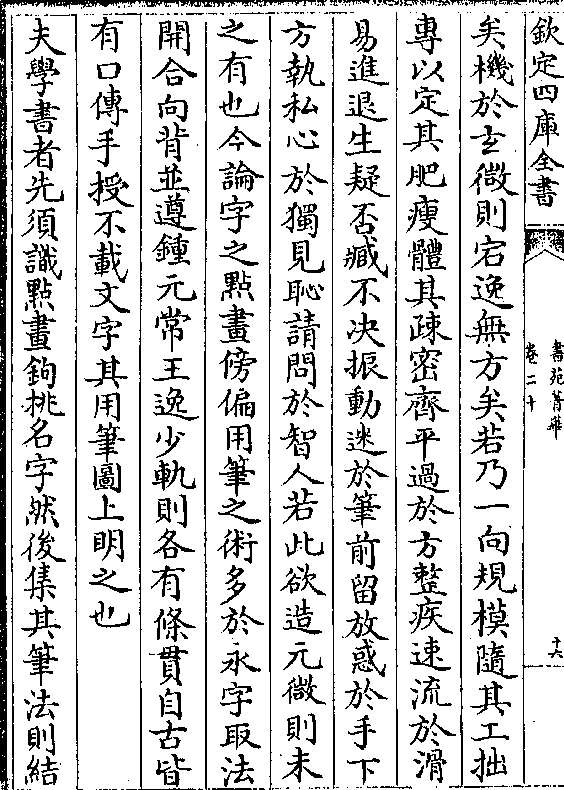 欽定四庫全書
書苑菁華
卷二十
十六
矣機於玄微則宕逸無方矣若乃一向規模隨其工拙
專以定其肥瘦體其疎密齊平過於方整疾速流於滑
易進退生疑否臧不决振動迷於筆前留放惑於手下
方執私心於獨見恥請問於智人若此欲造元微則未
之有也今論字之點畫傍偏用筆之術多於永字取法
開合向背並遵鍾元常王逸少軌則各有條貫自古皆
有口傳手授不載文字其用筆圖上明之也
夫學書者先須識點畫鉤挑名字然後集其筆法則結